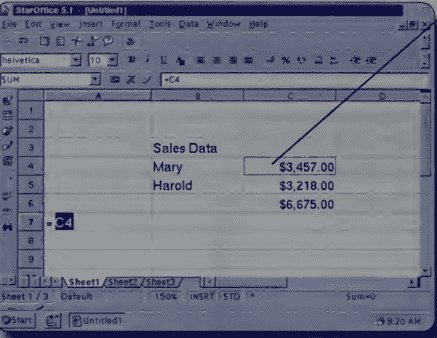 StarOffice 5.1 - [Untitled1]
File Edit View Insert Format Tools Data Window Help
helvetica 10 B i U
SUM =C4
A B C D
1
2
3 Sales Data
4 Mary $3,457.00
5 Harold $3,218.00
6 $6,675.00
7 = C4
8
9
Sheet1 Sheet2 Sheet3
Sheet 1 / 3 Default 150% INSRT STD * Sum=0
Start Untitled1 9:20 AM